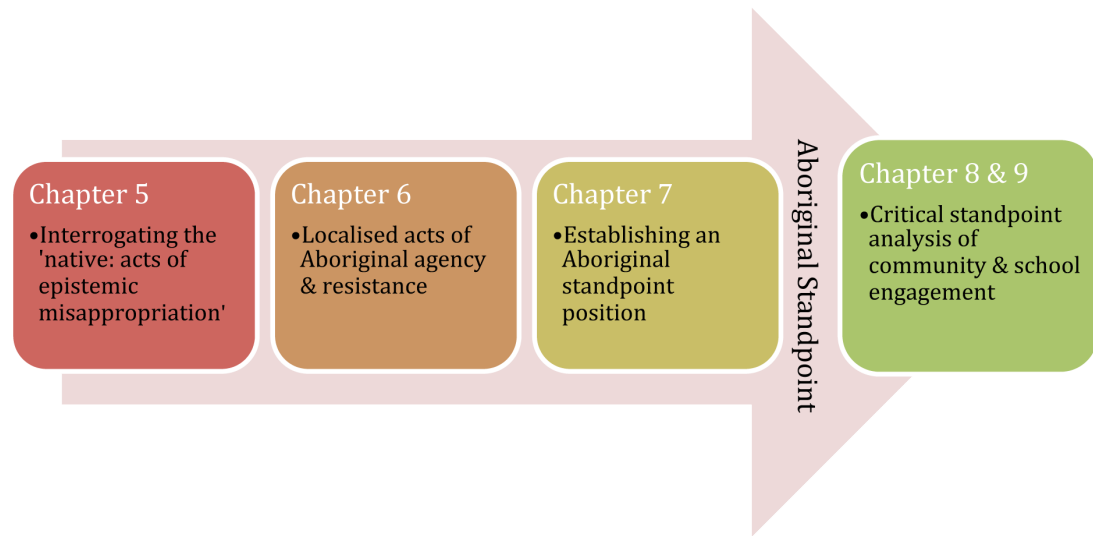 Chapter 5
•Interrogating the
'native: acts of
epistemic
misappropriation'
Chapter 6
•Localised acts of
Aboriginal agency
& resistance
Chapter 7
•Establishing an
Aboriginal
standpoint
position
Aboriginal Standpoint
Chapter 8 & 9
•Critical standpoint
analysis of
community & school
engagement